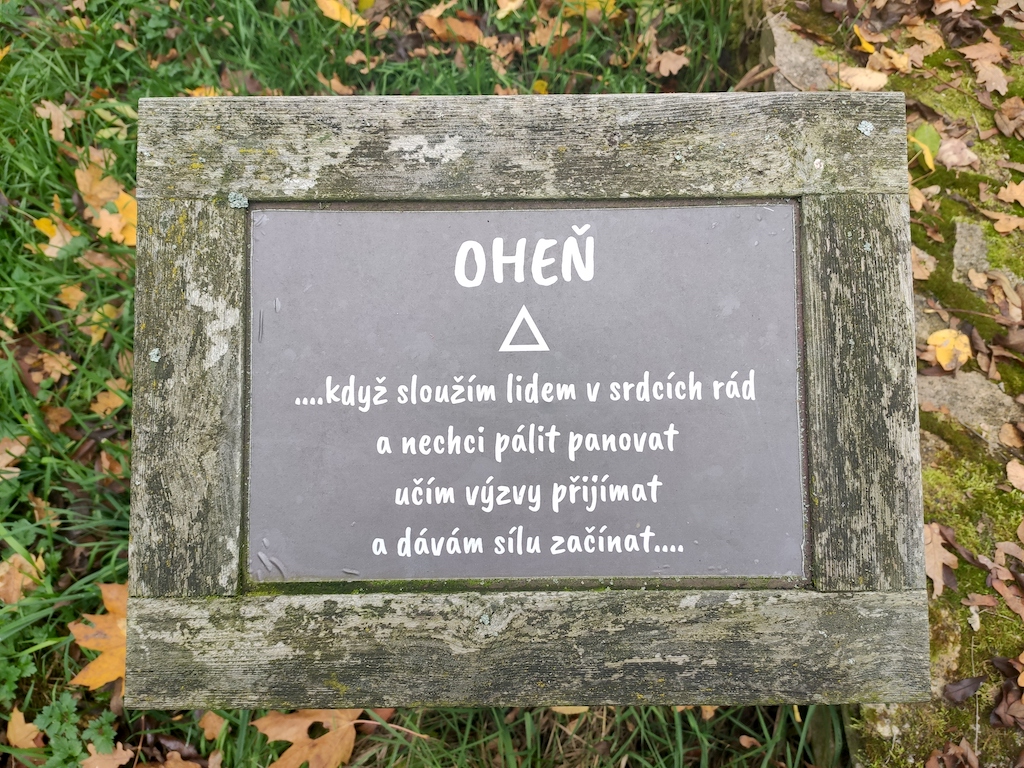 OHEŇ
....když sloužím lidem v srdcích rád
a nechci pálit panovat
učím výzvy přijímat
a dávám sílu začínat....